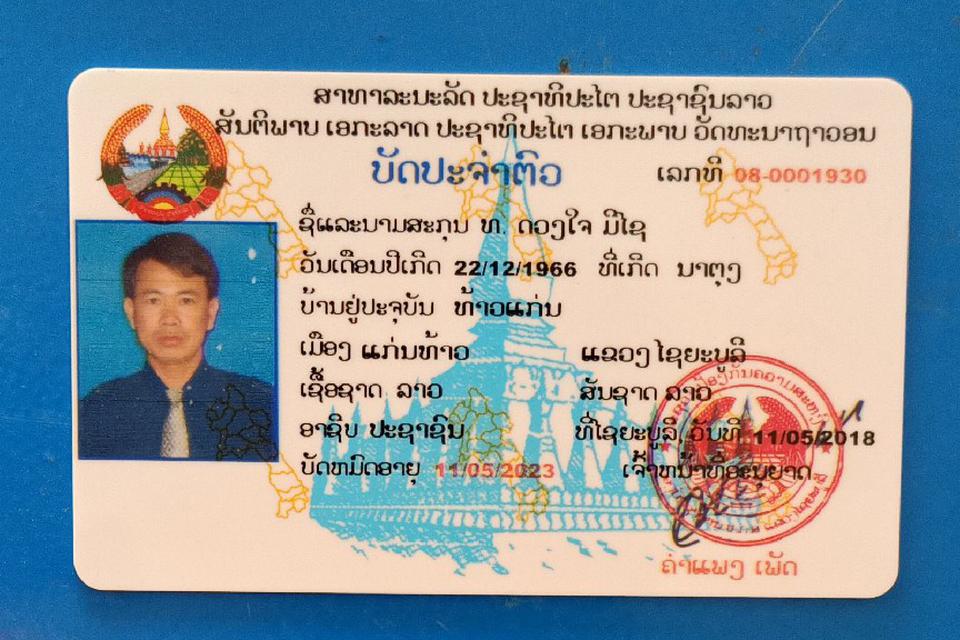 ສາທາລະນະລັດ ປະຊາທິປະໄຕ ປະຊາຊົນລາວ
ສັນຕິພາບ ເອກະລາດ ປະຊາທິປະໄຕ ເອກະພາບ ວັດທະນາຖາວອນ
ບັດປະຈຳຕົວ ເລກທີ 08-0001930
ຊື່ແລະນາມສະກຸນ ທ. ດວງໃຈ ມີໄຊ
ວັນເດືອນປີເກີດ 22/12/1966 ທີ່ເກີດ ນາຕຸງ
ບ້ານຢູ່ປະຈຸບັນ ທ້າວແກ່ນ
ເມືອງ ແກ່ນທ້າວ ແຂວງ ໄຊຍະບູລີ
ເຊື້ອຊາດ ລາວ ສັນຊາດ ລາວ
ອາຊີບ ປະຊາຊົນ ທີ່ໄຊຍະບູລີ, ວັນທີ 11/05/2018
ບັດຫມົດອາຍຸ 11/05/2023 ເຈົ້າຫນ້າທີ່ອະນຸຍາດ
ຄຳແພງ ເພັດ